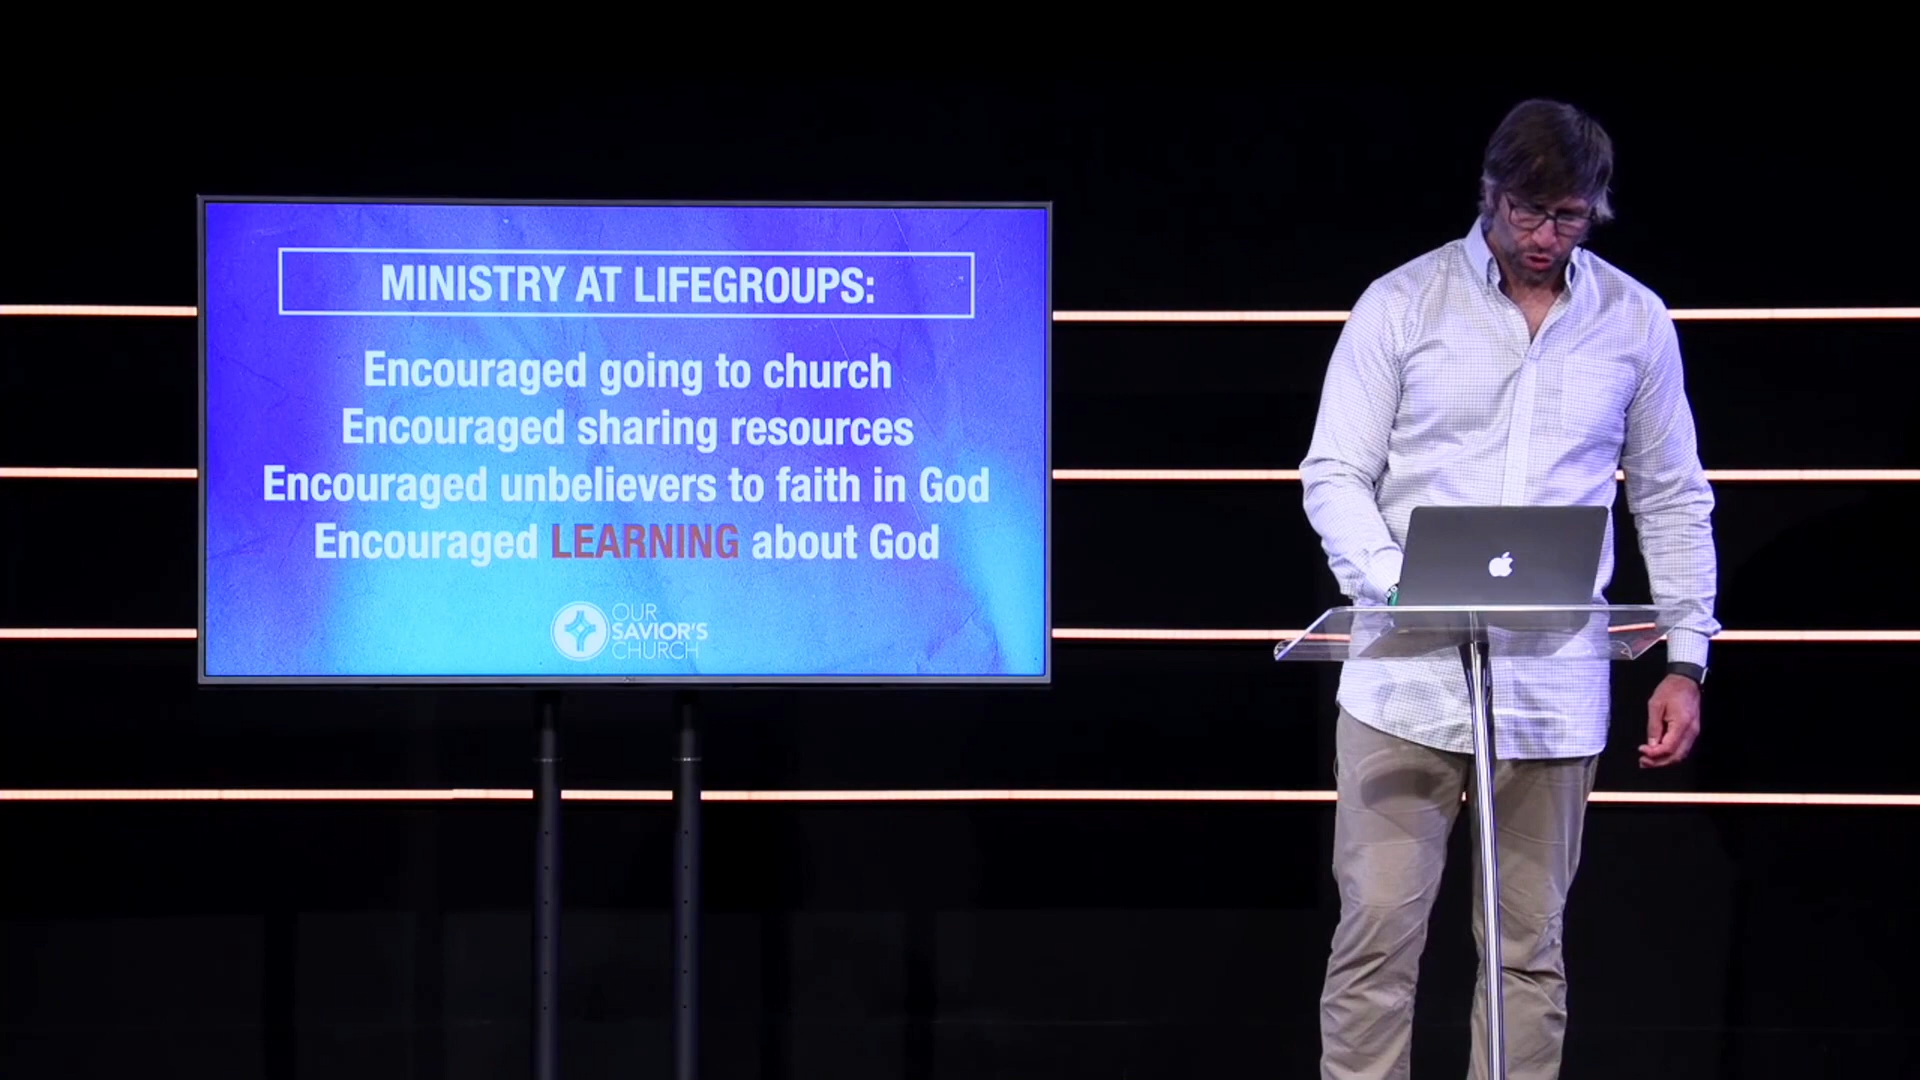 MINISTRY AT LIFEGROUPS:
Encouraged going to church
Encouraged sharing resources
Encouraged unbelievers to faith in God
Encouraged LEARNING about God
OUR
SAVIOR'S
CHURCH